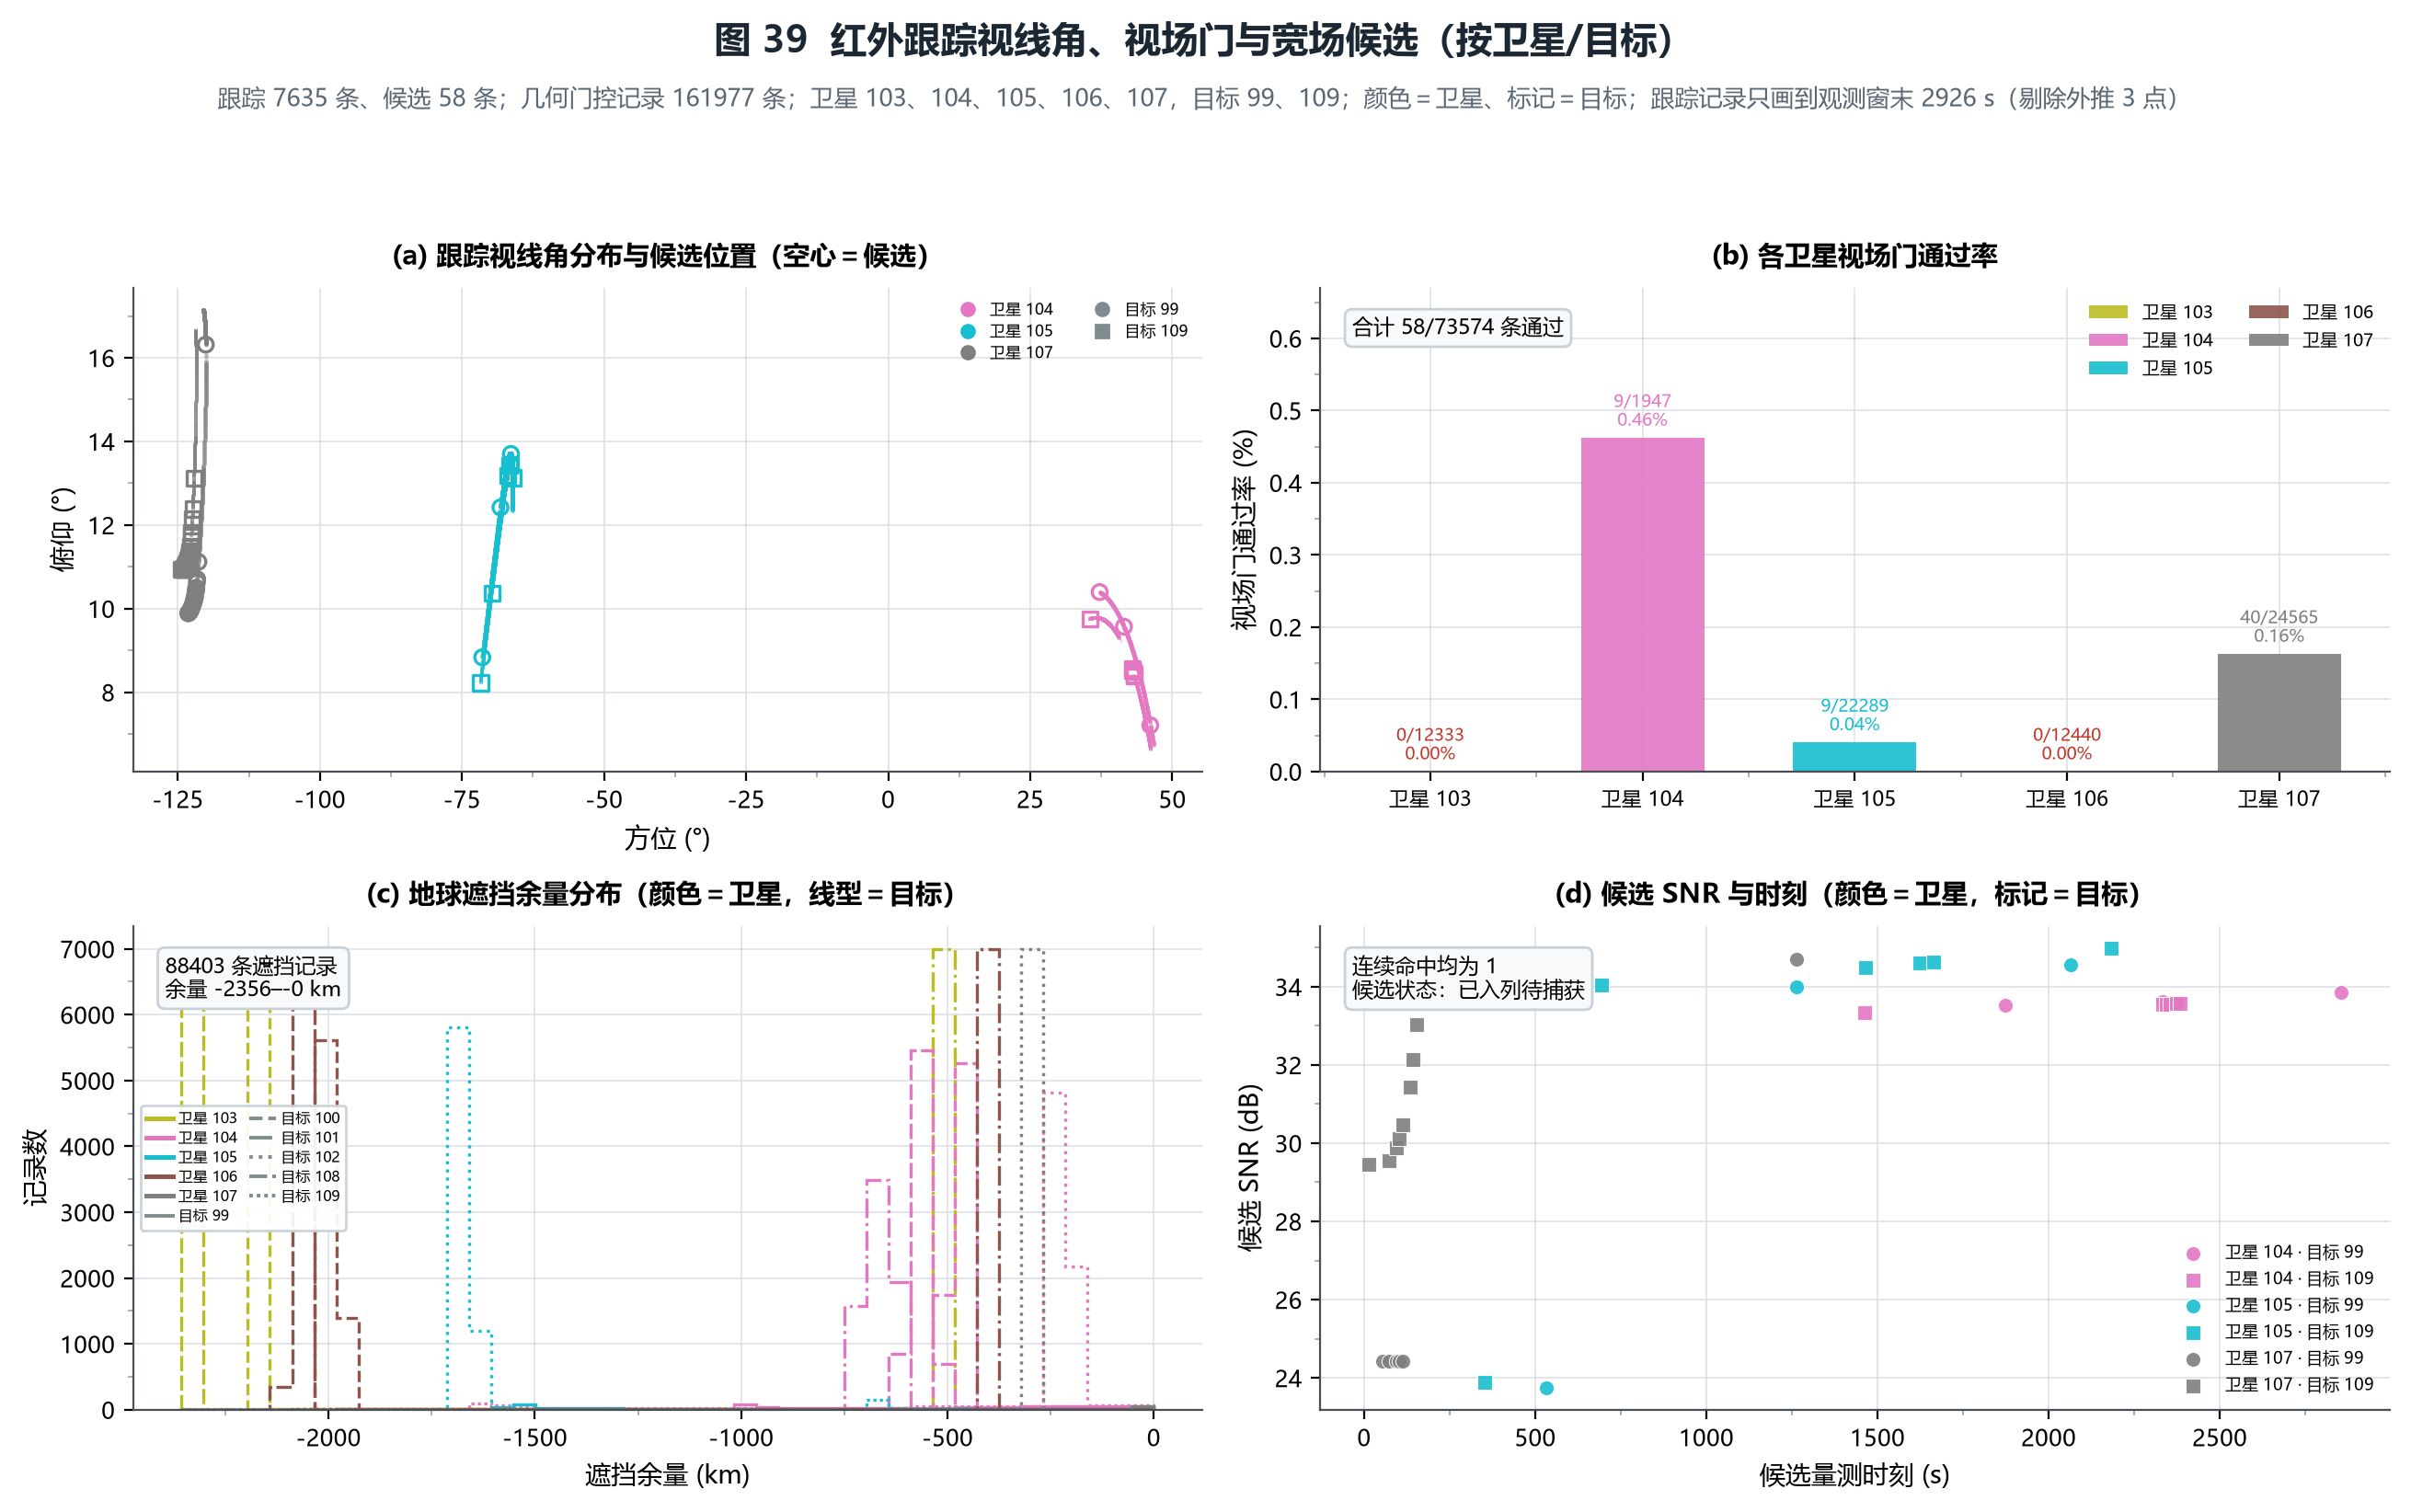 图 39  红外跟踪视线角、视场门与宽场候选（按卫星/目标）
跟踪 7635 条、候选 58 条；几何门控记录 161977 条；卫星 103、104、105、106、107，目标 99、109；颜色＝卫星、标记＝目标；跟踪记录只画到观测窗末 2926 s（剔除外推 3 点）
(a) 跟踪视线角分布与候选位置（空心＝候选）
卫星 104
卫星 105
卫星 107
目标 99
目标 109
16
14
12
10
8
俯仰 (°)
-125
-100
-75
-50
-25
0
25
50
方位 (°)
(b) 各卫星视场门通过率
合计 58/73574 条通过
卫星 103
卫星 104
卫星 105
卫星 106
卫星 107
0.6
0.5
0.4
0.3
0.2
0.1
0.0
视场门通过率 (%)
0/12333
0.00%
9/1947
0.46%
9/22289
0.04%
0/12440
0.00%
40/24565
0.16%
卫星 103
卫星 104
卫星 105
卫星 106
卫星 107
(c) 地球遮挡余量分布（颜色＝卫星，线型＝目标）
88403 条遮挡记录
余量 -2356–-0 km
卫星 103
卫星 104
卫星 105
卫星 106
卫星 107
目标 99
目标 100
目标 101
目标 102
目标 108
目标 109
7000
6000
5000
4000
3000
2000
1000
0
记录数
-2000
-1500
-1000
-500
0
遮挡余量 (km)
(d) 候选 SNR 与时刻（颜色＝卫星，标记＝目标）
连续命中均为 1
候选状态：已入列待捕获
34
32
30
28
26
24
候选 SNR (dB)
卫星 104 · 目标 99
卫星 104 · 目标 109
卫星 105 · 目标 99
卫星 105 · 目标 109
卫星 107 · 目标 99
卫星 107 · 目标 109
0
500
1000
1500
2000
2500
候选量测时刻 (s)